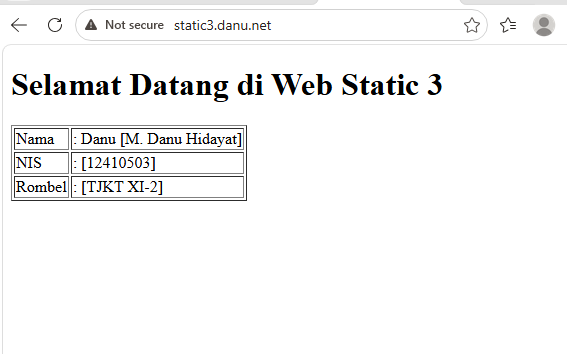 Not secure static3.danu.net
Selamat Datang di Web Static 3
Nama : Danu [M. Danu Hidayat]
NIS : [12410503]
Rombel : [TJKT XI-2]